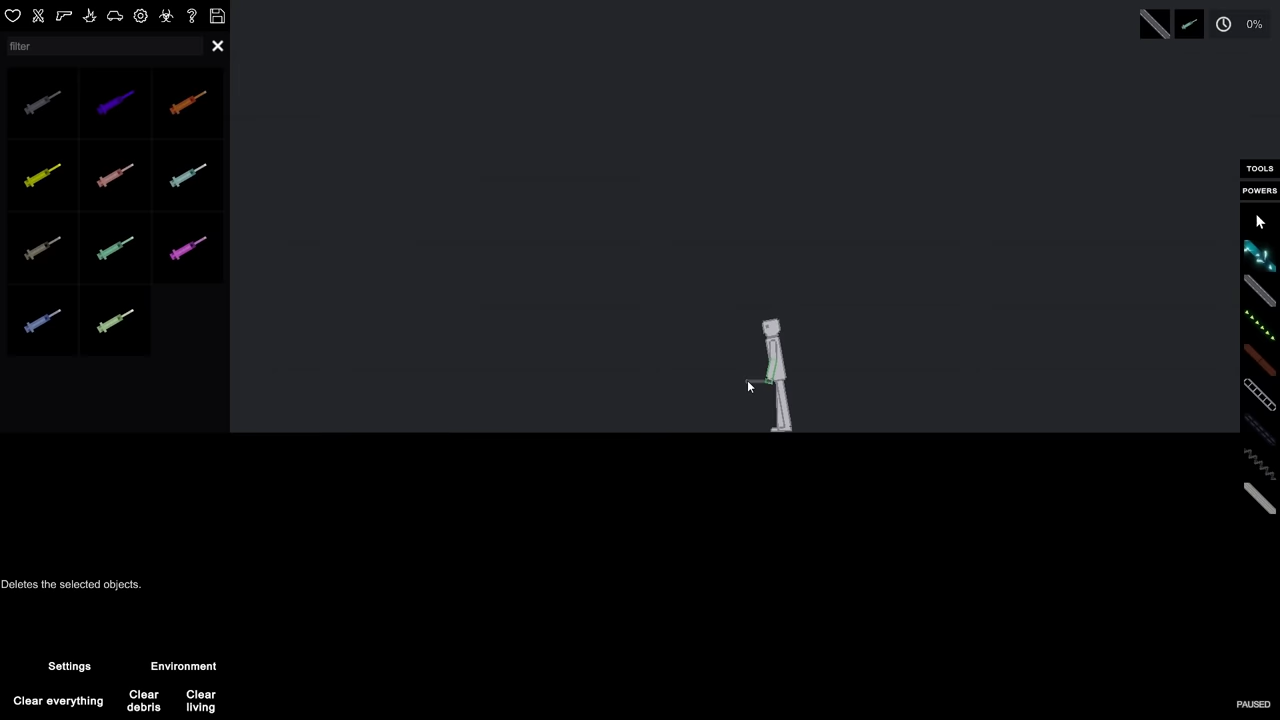 filter
0%
TOOLS
POWERS
Deletes the selected objects.
Settings
Environment
Clear everything
Clear
debris
Clear
living
PAUSED